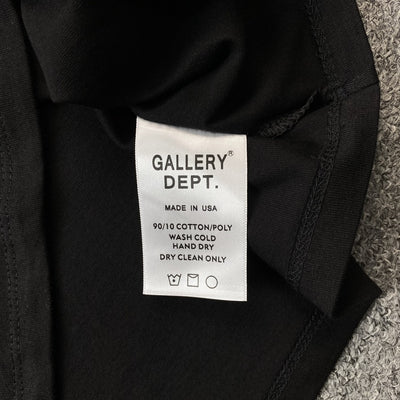 GALLERY®
DEPT.
MADE IN USA
90/10 COTTON/POLY
WASH COLD
HAND DRY
DRY CLEAN ONLY